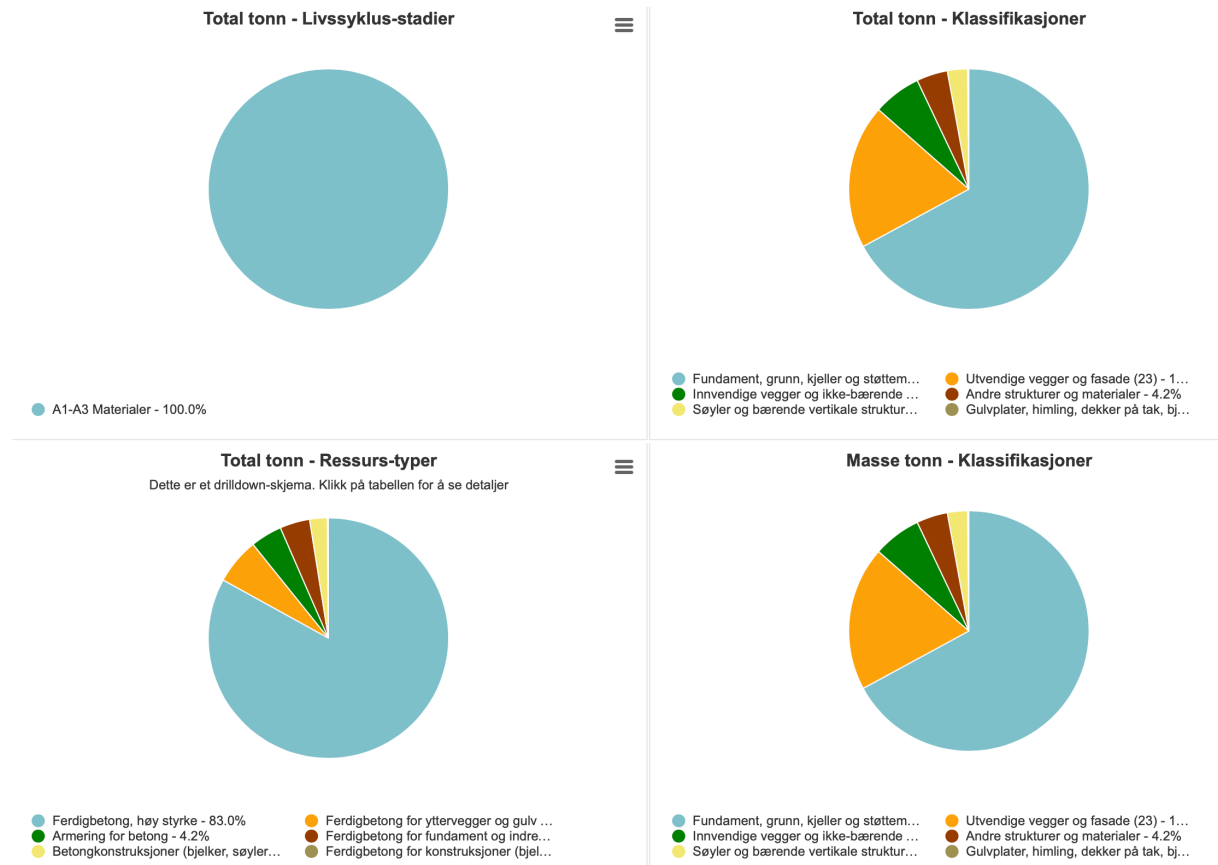 Total tonn - Livssyklus-stadier
A1-A3 Materialer - 100.0%
Total tonn - Klassifikasjoner
Fundament, grunn, kjeller og støttem…
Utvendige vegger og fasade (23) - 1…
Innvendige vegger og ikke-bærende …
Andre strukturer og materialer - 4.2%
Søyler og bærende vertikale struktur…
Gulvplater, himling, dekker på tak, bj…
Total tonn - Ressurs-typer
Dette er et drilldown-skjema. Klikk på tabellen for å se detaljer
Ferdigbetong, høy styrke - 83.0%
Ferdigbetong for yttervegger og gulv …
Armering for betong - 4.2%
Ferdigbetong for fundament og indre…
Betongkonstruksjoner (bjelker, søyler…
Ferdigbetong for konstruksjoner (bjel…
Masse tonn - Klassifikasjoner
Fundament, grunn, kjeller og støttem…
Utvendige vegger og fasade (23) - 1…
Innvendige vegger og ikke-bærende …
Andre strukturer og materialer - 4.2%
Søyler og bærende vertikale struktur…
Gulvplater, himling, dekker på tak, bj…